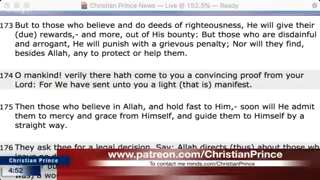 Christian Prince News — Live @ 182.8% — Ready
173 But to those who believe and do deeds of righteousness, He will give their
(due) rewards,- and more, out of His bounty: But those who are disdainful
and arrogant, He will punish with a grievous penalty; Nor will they find,
besides Allah, any to protect or help them.
174 O mankind! verily there hath come to you a convincing proof from your
Lord: For We have sent unto you a light (that is) manifest.
175 Then those who believe in Allah, and hold fast to Him,- soon will He admit
them to mercy and grace from Himself, and guide them to Himself by a
straight way.
176 They ask thee for a legal decision. Say: Allah directs (thus) about those who
Christian Prince
www.patreon.com/ChristianPrince
4:52
To contact me minds.com/ChristianPrince